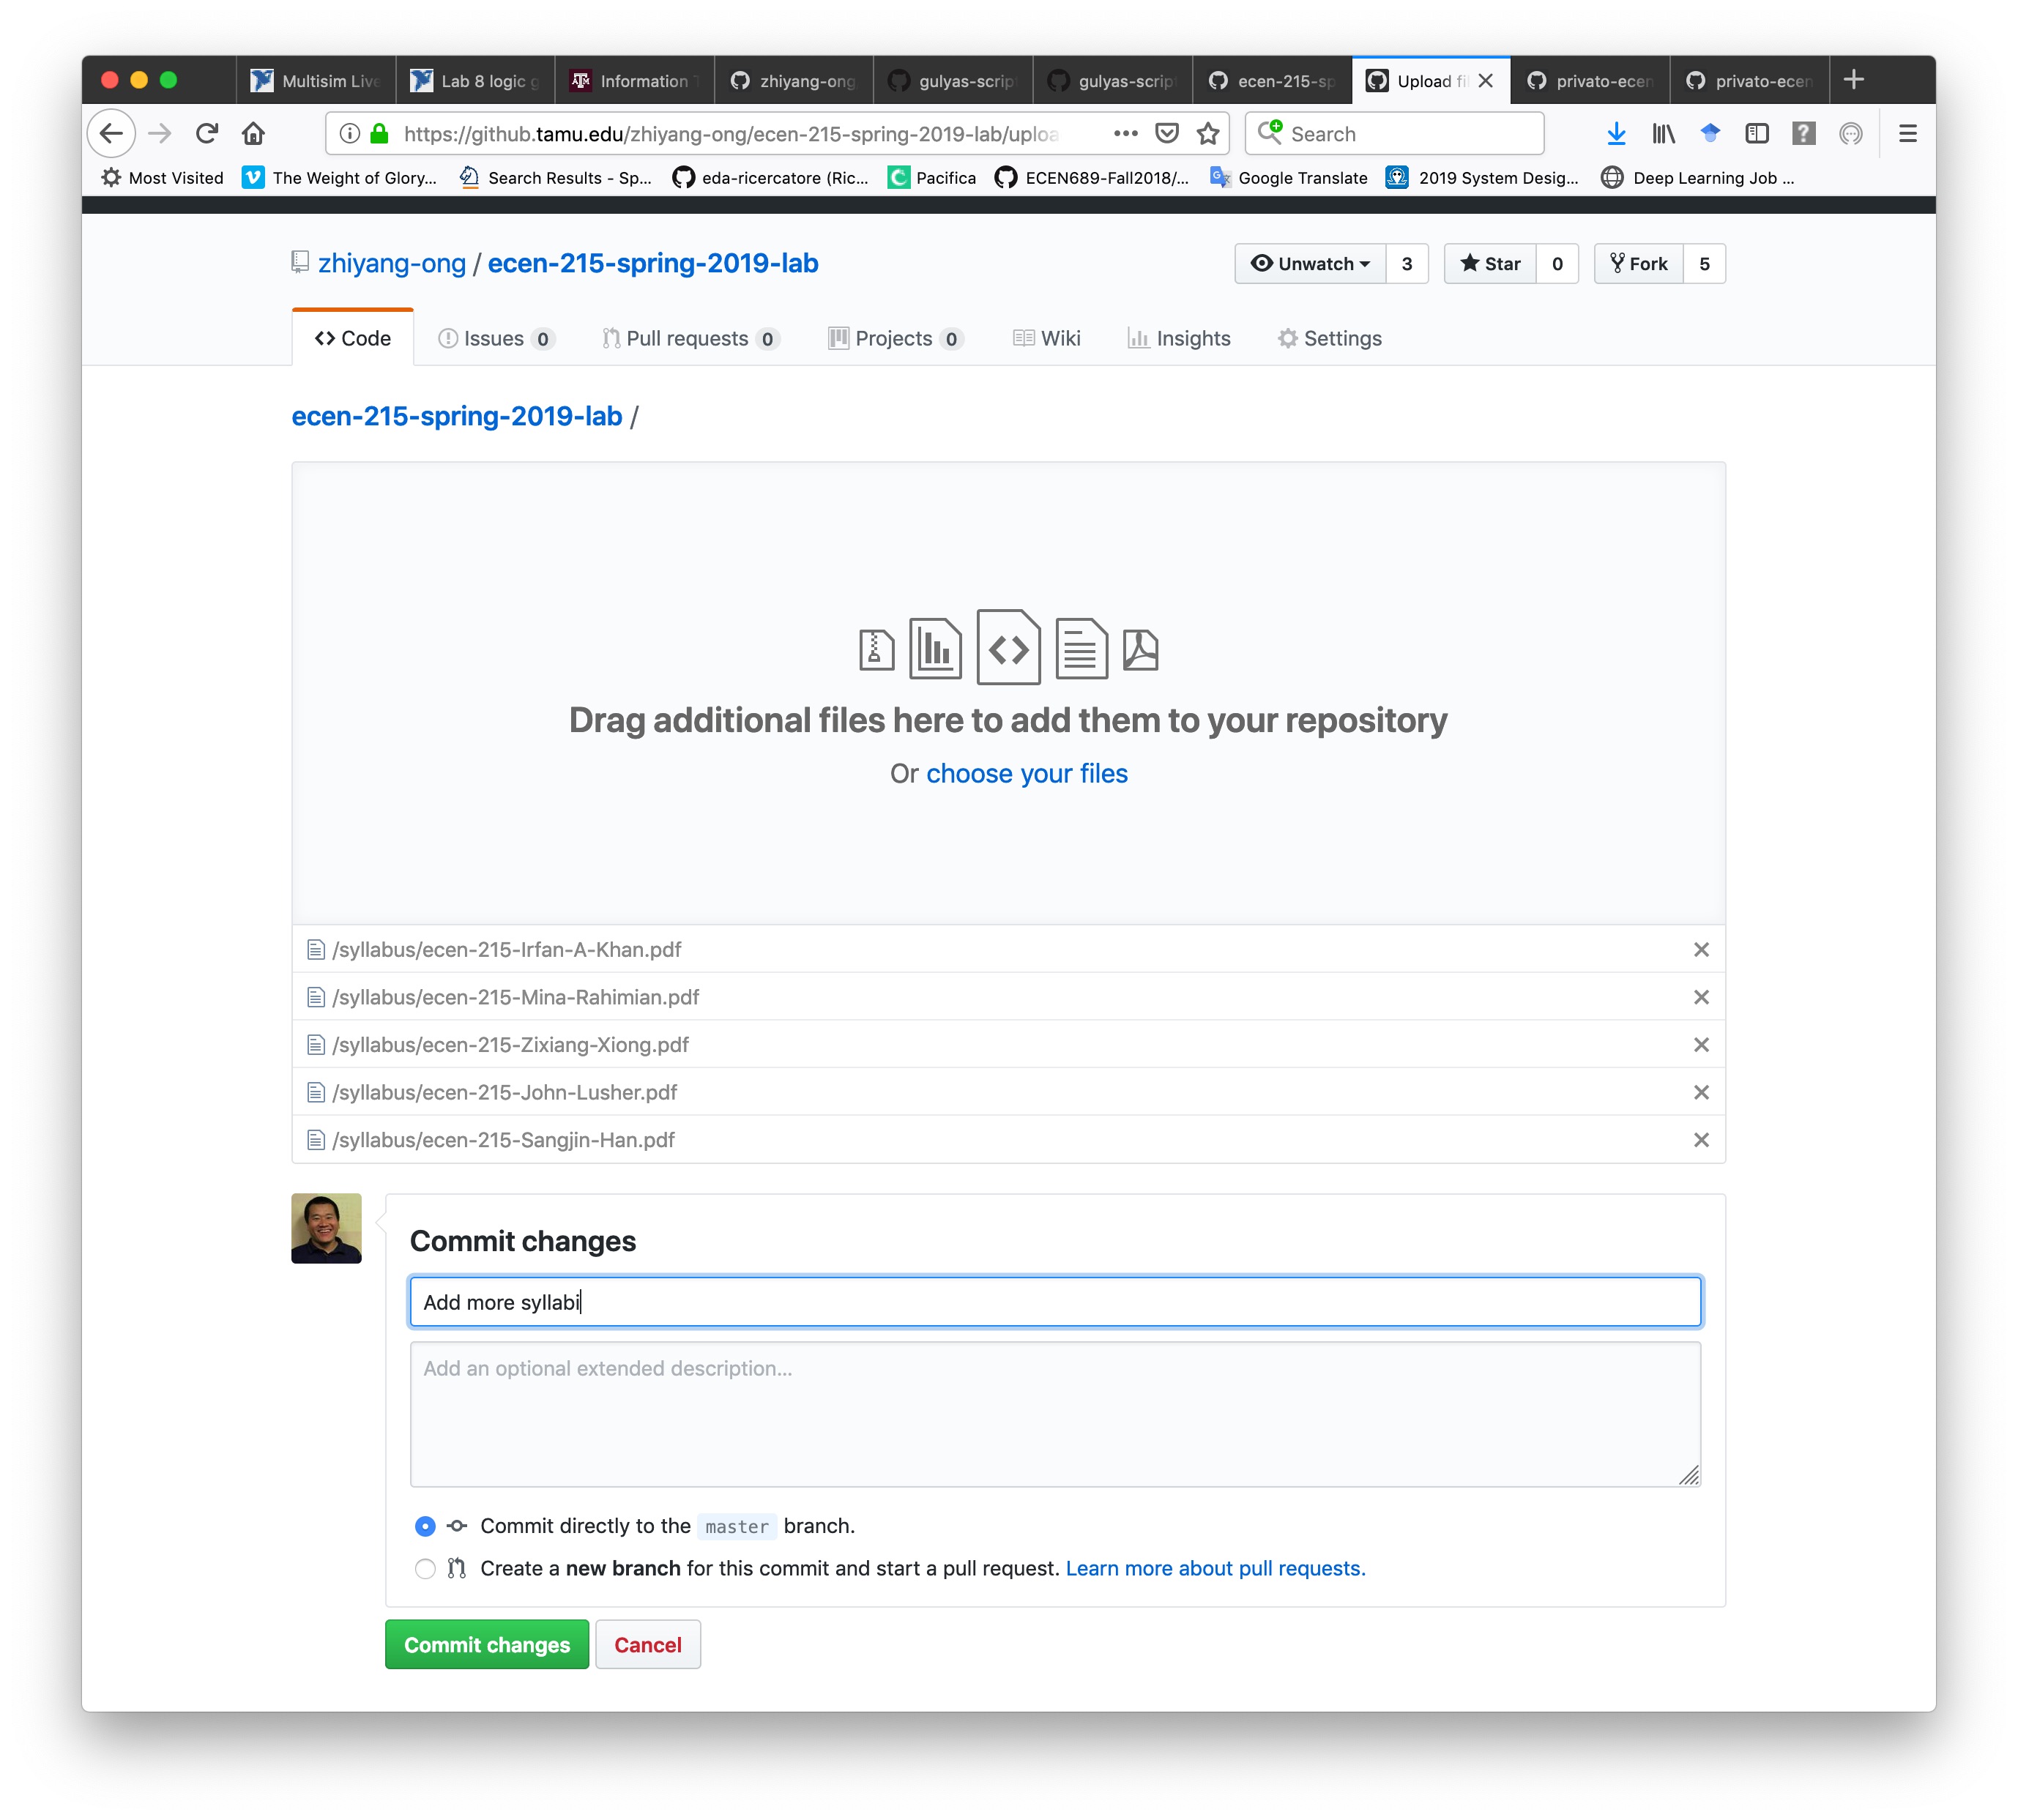 Multisim Live
Lab 8 logic g
Information T
zhiyang-ong
gulyas-scrip
gulyas-script
ecen-215-sp
Upload fi
privato-ecen
privato-ecen
https://github.tamu.edu/zhiyang-ong/ecen-215-spring-2019-lab/uploa
Search
Most Visited
The Weight of Glory...
Search Results - Sp...
eda-ricercatore (Ric...
Pacifica
ECEN689-Fall2018/...
Google Translate
2019 System Desig...
Deep Learning Job ...
zhiyang-ong / ecen-215-spring-2019-lab
Unwatch 3
Star 0
Fork 5
Code
Issues 0
Pull requests 0
Projects 0
Wiki
Insights
Settings
ecen-215-spring-2019-lab /
Drag additional files here to add them to your repository
Or choose your files
/syllabus/ecen-215-Irfan-A-Khan.pdf
/syllabus/ecen-215-Mina-Rahimian.pdf
/syllabus/ecen-215-Zixiang-Xiong.pdf
/syllabus/ecen-215-John-Lusher.pdf
/syllabus/ecen-215-Sangjin-Han.pdf
Commit changes
Add more syllabi
Add an optional extended description...
Commit directly to the master branch.
Create a new branch for this commit and start a pull request. Learn more about pull requests.
Commit changes
Cancel